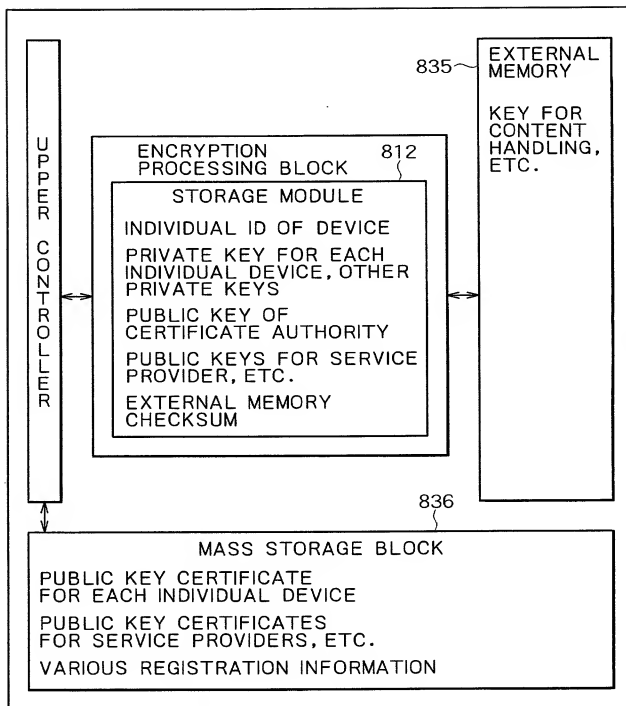 UPPER CONTROLLER
ENCRYPTION
PROCESSING BLOCK
812
STORAGE MODULE
INDIVIDUAL ID OF DEVICE
PRIVATE KEY FOR EACH
INDIVIDUAL DEVICE, OTHER
PRIVATE KEYS
PUBLIC KEY OF
CERTIFICATE AUTHORITY
PUBLIC KEYS FOR SERVICE
PROVIDER, ETC.
EXTERNAL MEMORY
CHECKSUM
835
EXTERNAL
MEMORY
KEY FOR
CONTENT
HANDLING,
ETC.
836
MASS STORAGE BLOCK
PUBLIC KEY CERTIFICATE
FOR EACH INDIVIDUAL DEVICE
PUBLIC KEY CERTIFICATES
FOR SERVICE PROVIDERS, ETC.
VARIOUS REGISTRATION INFORMATION